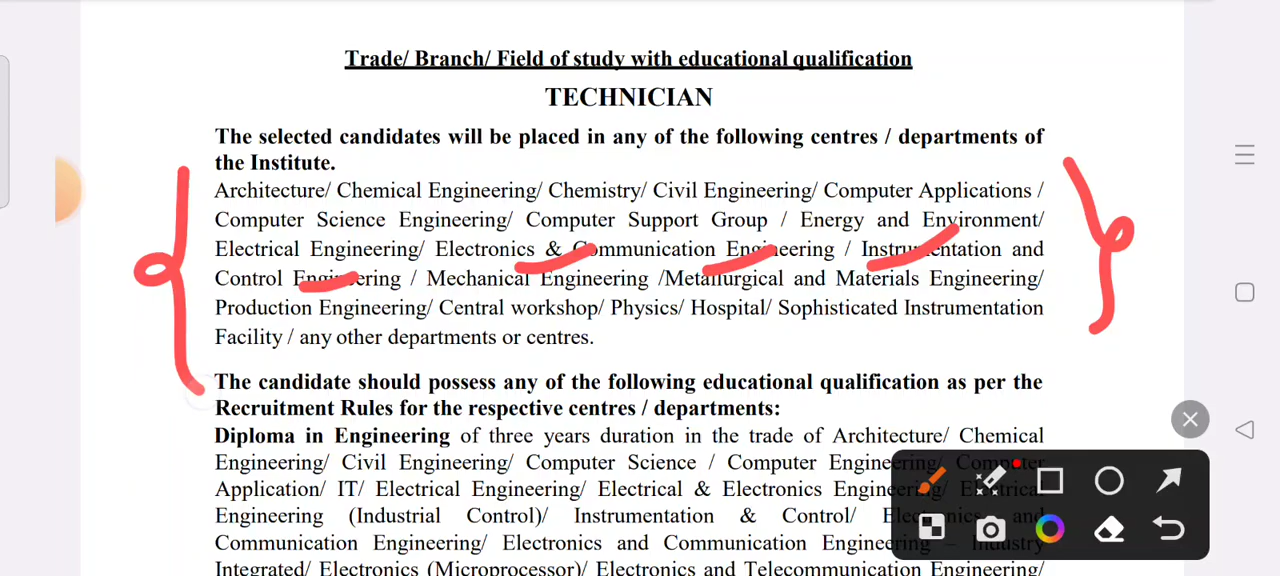 Trade/ Branch/ Field of study with educational qualification
TECHNICIAN
The selected candidates will be placed in any of the following centres / departments of
the Institute.
Architecture/ Chemical Engineering/ Chemistry/ Civil Engineering/ Computer Applications /
Computer Science Engineering/ Computer Support Group / Energy and Environment/
Electrical Engineering/ Electronics & Communication Engineering / Instrumentation and
Control Engineering / Mechanical Engineering /Metallurgical and Materials Engineering/
Production Engineering/ Central workshop/ Physics/ Hospital/ Sophisticated Instrumentation
Facility / any other departments or centres.
The candidate should possess any of the following educational qualification as per the
Recruitment Rules for the respective centres / departments:
Diploma in Engineering of three years duration in the trade of Architecture/ Chemical
Engineering/ Civil Engineering/ Computer Science / Computer Engineering/ Computer
Application/ IT/ Electrical Engineering/ Electrical & Electronics Engineering/ Electrical
Engineering (Industrial Control)/ Instrumentation & Control/ Electronics and
Communication Engineering/ Electronics and Communication Engineering – Industry
Integrated/ Electronics (Microprocessor)/ Electronics and Telecommunication Engineering/